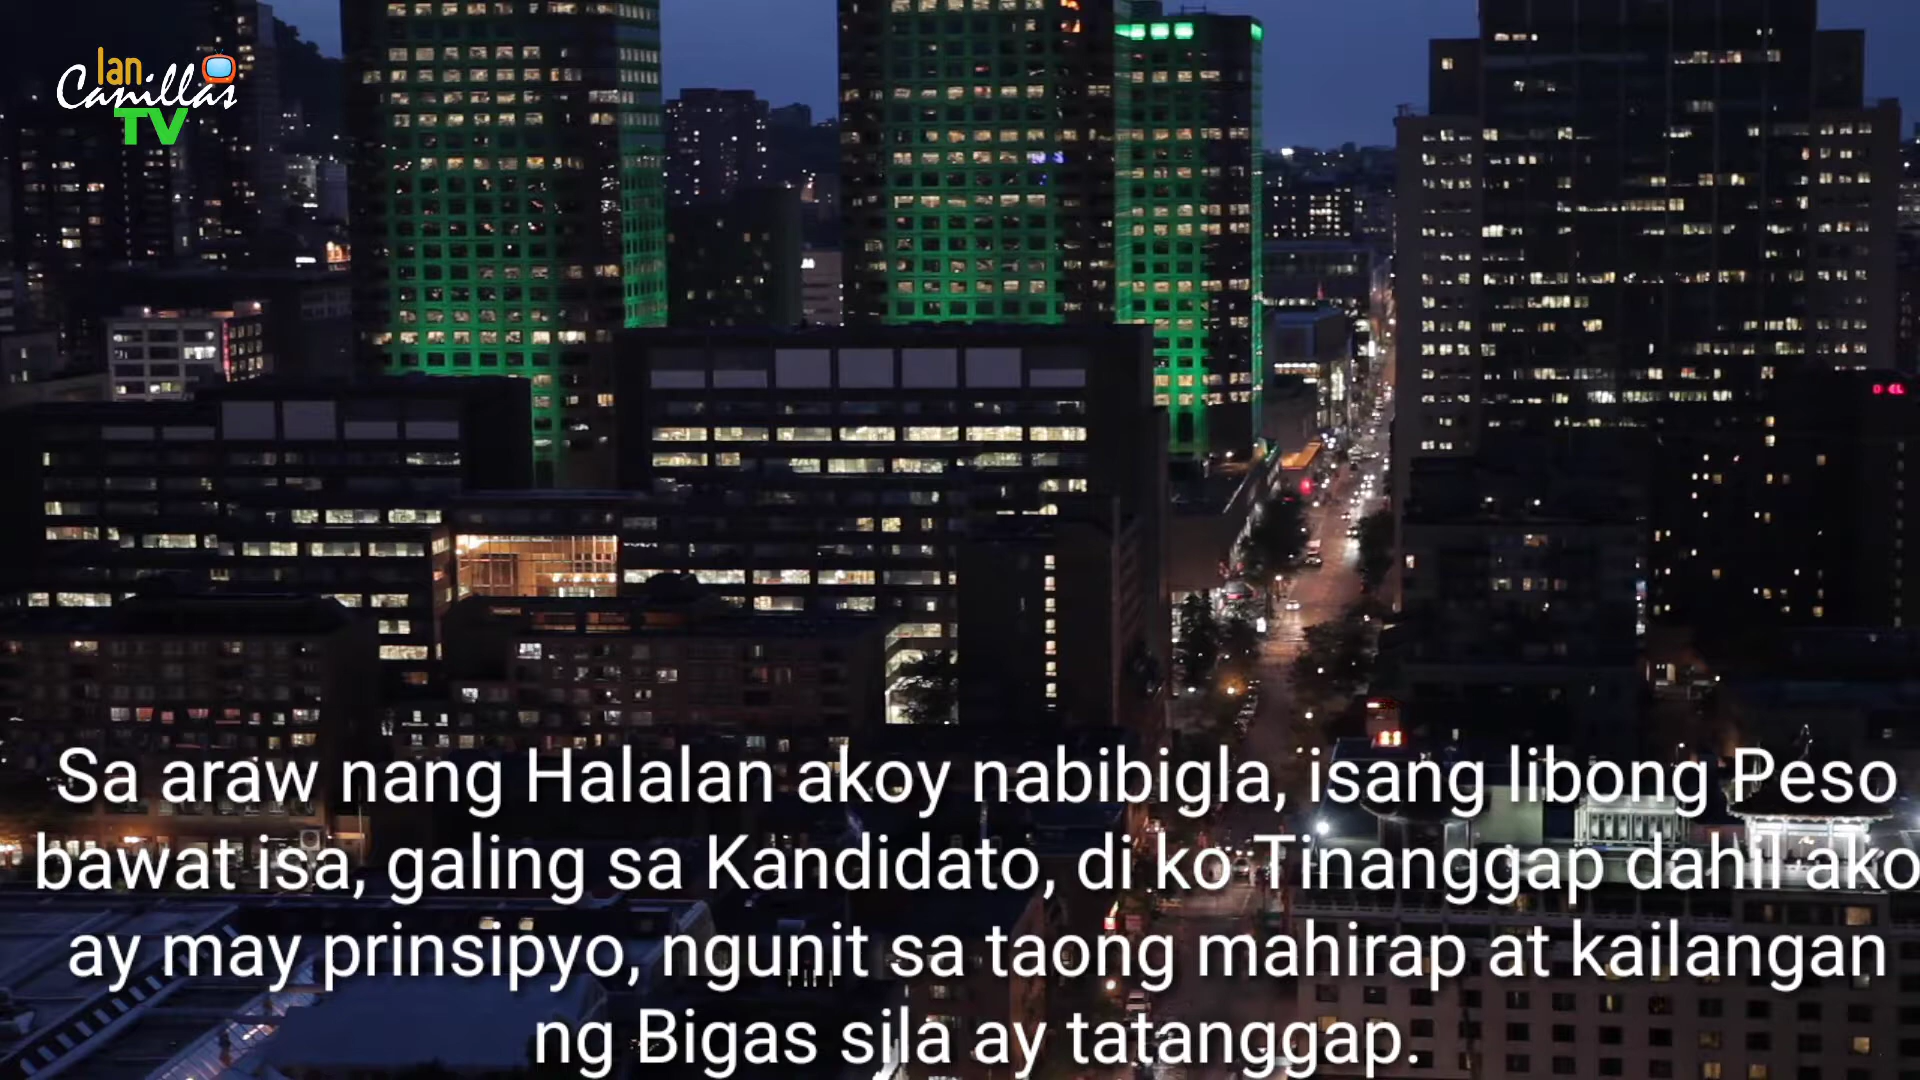 Ian
Canillas
TV
Sa araw nang Halalan akoy nabibigla, isang libong Peso
bawat isa, galing sa Kandidato, di ko Tinanggap dahil ako
ay may prinsipyo, ngunit sa taong mahirap at kailangan
ng Bigas sila ay tatanggap.